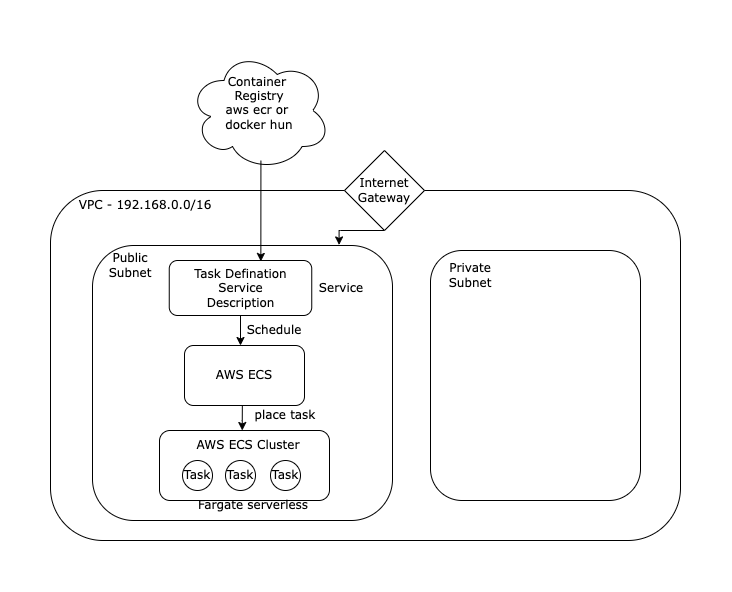 Container
Registry
aws ecr or
docker hun
Internet
Gateway
VPC - 192.168.0.0/16
Public
Subnet
Task Defination
Service
Description
Service
Private
Subnet
Schedule
AWS ECS
place task
AWS ECS Cluster
Task Task Task
Fargate serverless